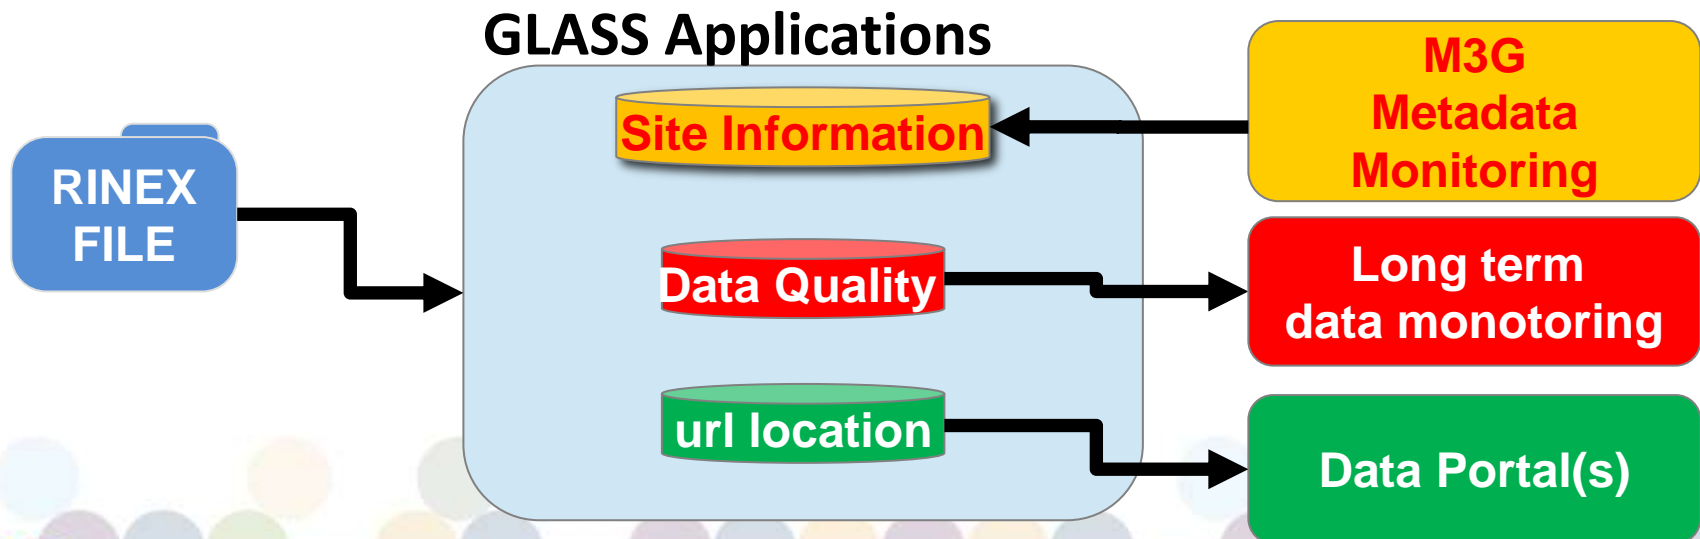 GLASS Applications
RINEX
FILE
Site Information
Data Quality
url location
M3G
Metadata
Monitoring
Long term
data monotoring
Data Portal(s)